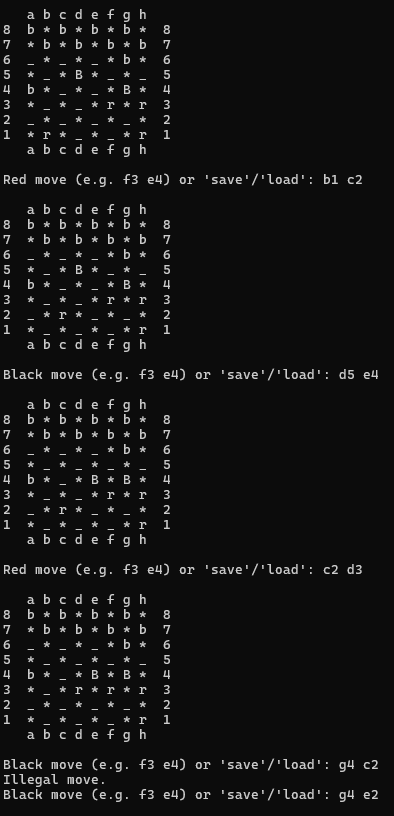 a b c d e f g h
8  b * b * b * b *  8
7  * b * b * b * b  7
6  _ * _ * _ * b *  6
5  * _ * B * _ * _  5
4  b * _ * _ * B *  4
3  * _ * _ * r * r  3
2  _ * _ * _ * _ *  2
1  * r * _ * _ * r  1
   a b c d e f g h

Red move (e.g. f3 e4) or 'save'/'load': b1 c2

   a b c d e f g h
8  b * b * b * b *  8
7  * b * b * b * b  7
6  _ * _ * _ * b *  6
5  * _ * B * _ * _  5
4  b * _ * _ * B *  4
3  * _ * _ * r * r  3
2  _ * r * _ * _ *  2
1  * _ * _ * _ * r  1
   a b c d e f g h

Black move (e.g. f3 e4) or 'save'/'load': d5 e4

   a b c d e f g h
8  b * b * b * b *  8
7  * b * b * b * b  7
6  _ * _ * _ * b *  6
5  * _ * _ * _ * _  5
4  b * _ * B * B *  4
3  * _ * _ * r * r  3
2  _ * r * _ * _ *  2
1  * _ * _ * _ * r  1
   a b c d e f g h

Red move (e.g. f3 e4) or 'save'/'load': c2 d3

   a b c d e f g h
8  b * b * b * b *  8
7  * b * b * b * b  7
6  _ * _ * _ * b *  6
5  * _ * _ * _ * _  5
4  b * _ * B * B *  4
3  * _ * r * r * r  3
2  _ * _ * _ * _ *  2
1  * _ * _ * _ * r  1
   a b c d e f g h

Black move (e.g. f3 e4) or 'save'/'load': g4 c2
Illegal move.
Black move (e.g. f3 e4) or 'save'/'load': g4 e2